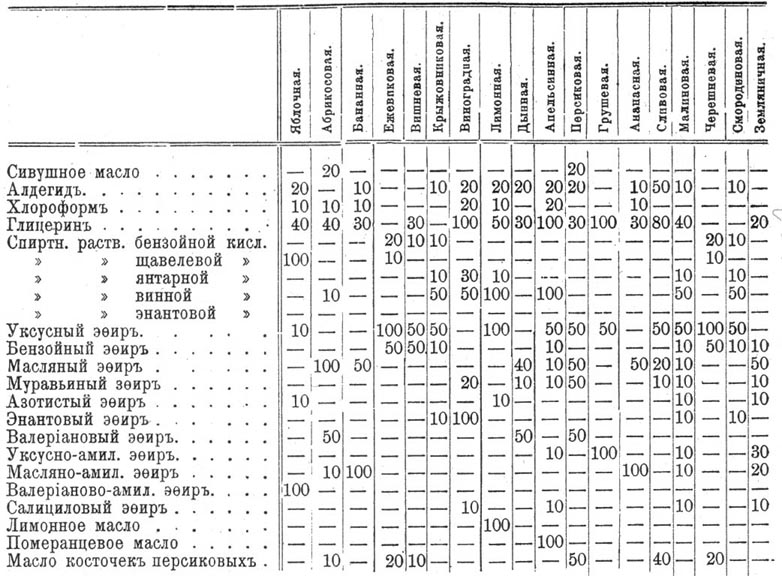 Яблочная. Абрикосовая. Бананная. Ежевиковая. Вишневая. Крыжовниковая. Виноградная. Лимонная. Дынная. Апельсинная. Персиковая. Грушевая. Ананасная. Сливовая. Малиновая. Черешневая. Смородиновая. Земляничная.
Сивушное масло . . . . . . . — 20 — — — — — — — — 20 — — — — — — —
Алдегидъ. . . . . . . . . . . 20 — 10 — — 10 20 20 20 20 20 — 10 50 10 — 10 —
Хлороформъ . . . . . . . . . 10 10 10 — — — 20 10 — 20 — — 10 — — — — —
Глицеринъ . . . . . . . . . . 40 40 30 — 30 — 100 50 30 100 30 100 30 80 40 — — 20
Спиртн. раств. бензойной кисл. — — — 20 10 10 — — — — — — — — — 20 10 —
» » щавелевой » 100 — — 10 — — — — — — — — — — — 10 — —
» » янтарной » — — — — — 10 30 10 — — — — — — 10 — 10 —
» » винной » — 10 — — — 50 50 100 — 100 — — — — 50 — 50 —
» » энантовой » — — — — — — — — — — — — — — — — — —
Уксусный эѳиръ. . . . . . 10 — — 100 50 50 — 100 — 50 50 50 — 50 50 100 50 —
Бензойный эѳиръ . . . . . . — — — 50 50 10 — — — 10 — — — — 10 50 10 10
Масляный эѳиръ . . . . . . . — 100 50 — — — — — 40 10 50 — 50 20 10 — — 50
Муравьиный эѳиръ. . . . . . — — — — — — 20 — 10 10 50 — — 10 10 — — 10
Азотистый эѳиръ . . . . . . 10 — — — — — — 10 — — — — — — 10 — — 10
Энантовый эѳиръ . . . . . . — — — — — 10 100 — — — — — — — 10 — 10 —
Валеріановый эѳиръ. . . . . — 50 — — — — — — 50 — 50 — — — — — — —
Уксусно-амил. эѳиръ . . . . — — — — — — — — — 10 — 100 — — 10 — — 30
Масляно-амил. эѳиръ . . . . — 10 100 — — — — — — — — — 100 — 10 — — 20
Валеріаново-амил. эѳиръ. . . . 100 — — — — — — — — — — — — — — — — —
Салициловый эѳиръ . . . . . — — — — — — 10 — — 10 — — — — 10 — — 10
Лимонное масло . . . . . . — — — — — — — 100 — — — — — — — — — —
Померанцевое масло . . . . . — — — — — — — — — 100 — — — — — — — —
Масло косточекъ персиковыхъ . — 10 — 20 10 — — — — — 50 — — 40 — 20 — —